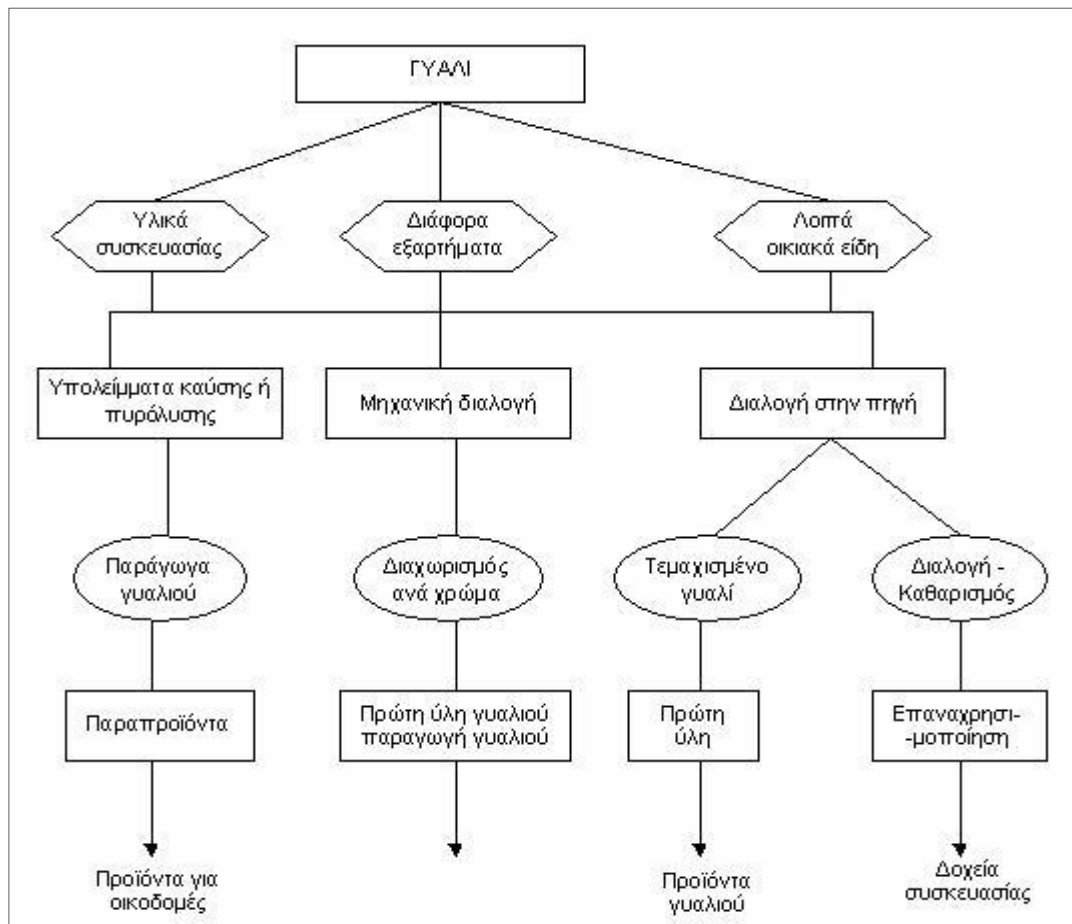 ΓΥΑΛΙ
Υλικά
συσκευασίας
Διάφορα
εξαρτήματα
Λοπτά
οικιακά είδη
Υπολείμματα καύσης ή
πυρόλυσης
Μηχανική διαλογή
Διαλογή στην πηγή
Παράγωγα
γυαλιού
Διαχωρισμός
ανά χρώμα
Τεμαχισμένο
γυαλί
Διαλογή -
Καθαρισμός
Παραπροϊόντα
Πρώτη ύλη γυαλιού
παραγωγή γυαλιού
Πρώτη
ύλη
Επαναχρησι-
-μοποίηση
Προϊόντα για
οικοδομές
Προϊόντα
γυαλιού
Δοχεία
συσκευασίας